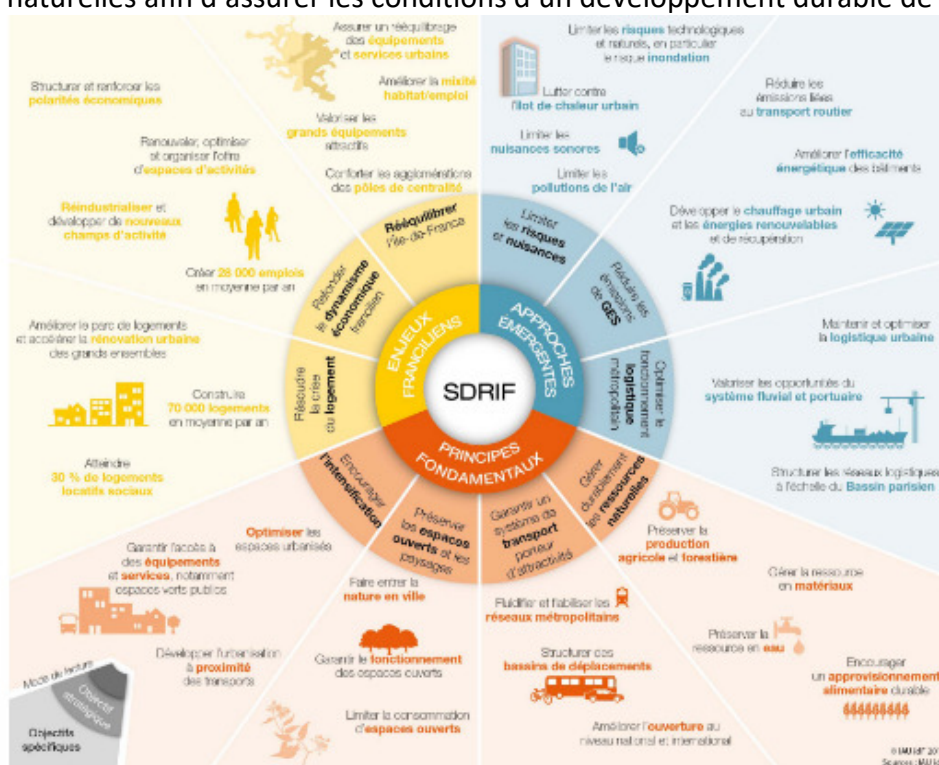 naturelles afin d'assurer les conditions d'un développement durable de
Assurer un rééquilibrage
des équipements
et services urbains
Améliorer la mixité
habitat/emploi
Valoriser les
grands équipements
attractifs
Conforter les agglomérations
des pôles de centralité
Structurer et renforcer les
polarités économiques
Renouveler, optimiser
et organiser l'offre
d'espaces d'activités
Réindustrialiser et
développer de nouveaux
champs d'activité
Créer 28 000 emplois
en moyenne par an
Améliorer le parc de logements
et accélérer la rénovation urbaine
des grands ensembles
Construire
70 000 logements
en moyenne par an
Atteindre
30 % de logements
locatifs sociaux
Limiter les risques technologiques
et naturels, en particulier
le risque inondation
Lutter contre
l'îlot de chaleur urbain
Limiter les
nuisances sonores
Limiter les
pollutions de l'air
Réduire les
émissions liées
au transport routier
Améliorer l'efficacité
énergétique des bâtiments
Développer le chauffage urbain
et les énergies renouvelables
et de récupération
Maintenir et optimiser
la logistique urbaine
Valoriser les opportunités du
système fluvial et portuaire
Structurer les réseaux logistiques
à l'échelle du Bassin parisien
Rééquilibrer
l'Île-de-France
Refonder
le dynamisme
économique
francilien
Résoudre
la crise
du logement
Limiter
les risques
et nuisances
Réduire les
émissions
de GES
Optimiser le
fonctionnement
logistique
métropolitain
ENJEUX
FRANCILIENS
APPROCHES
ÉMERGENTES
SDRIF
PRINCIPES
FONDAMENTAUX
Encourager
l'intensification
Préserver
les espaces
ouverts et les
paysages
Garantir un
système de
transport
porteur
d'attractivité
Gérer
durablement
les ressources
naturelles
Optimiser les
espaces urbanisés
Garantir l'accès à
des équipements
et services, notamment
espaces verts publics
Développer l'urbanisation
à proximité
des transports
Faire entrer la
nature en ville
Garantir le fonctionnement
des espaces ouverts
Limiter la consommation
d'espaces ouverts
Fluidifier et fiabiliser les
réseaux métropolitains
Structurer des
bassins de déplacements
Améliorer l'ouverture au
niveau national et international
Préserver la
production
agricole et forestière
Gérer la ressource
en matériaux
Préserver la
ressource en eau
Encourager
un approvisionnement
alimentaire durable
Mode de lecture
Objectif
stratégique
Objectifs
spécifiques
© IAU îdF 201
Sources : IAU îd